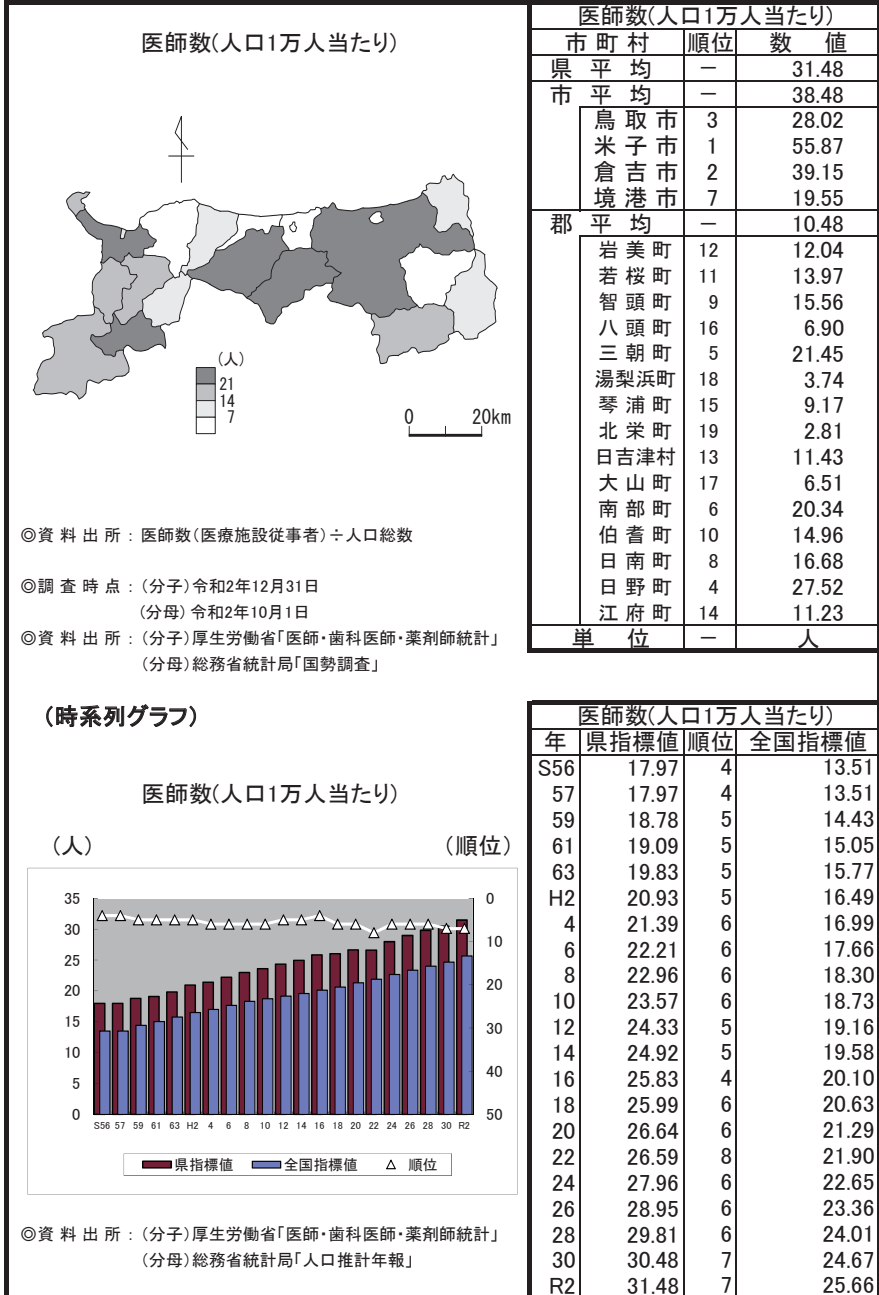 医師数(人口1万人当たり)
(人)
21
14
7
0 20km
◎資料出所：医師数(医療施設従事者)÷人口総数
◎調査時点：(分子)令和2年12月31日
(分母)令和2年10月1日
◎資料出所：(分子)厚生労働省「医師・歯科医師・薬剤師統計」
(分母)総務省統計局「国勢調査」
医師数(人口1万人当たり)
市町村 順位 数値
県平均 － 31.48
市平均 － 38.48
鳥取市 3 28.02
米子市 1 55.87
倉吉市 2 39.15
境港市 7 19.55
郡平均 － 10.48
岩美町 12 12.04
若桜町 11 13.97
智頭町 9 15.56
八頭町 16 6.90
三朝町 5 21.45
湯梨浜町 18 3.74
琴浦町 15 9.17
北栄町 19 2.81
日吉津村 13 11.43
大山町 17 6.51
南部町 6 20.34
伯耆町 10 14.96
日南町 8 16.68
日野町 4 27.52
江府町 14 11.23
単位 － 人
(時系列グラフ)
医師数(人口1万人当たり)
(人) (順位)
35 0
30 10
25
20 20
15 30
10 40
5
0 50
S56 57 59 61 63 H2 4 6 8 10 12 14 16 18 20 22 24 26 28 30 R2
県指標値 全国指標値 △ 順位
◎資料出所：(分子)厚生労働省「医師・歯科医師・薬剤師統計」
(分母)総務省統計局「人口推計年報」
医師数(人口1万人当たり)
年 県指標値 順位 全国指標値
S56 17.97 4 13.51
57 17.97 4 13.51
59 18.78 5 14.43
61 19.09 5 15.05
63 19.83 5 15.77
H2 20.93 5 16.49
4 21.39 6 16.99
6 22.21 6 17.66
8 22.96 6 18.30
10 23.57 6 18.73
12 24.33 5 19.16
14 24.92 5 19.58
16 25.83 4 20.10
18 25.99 6 20.63
20 26.64 6 21.29
22 26.59 8 21.90
24 27.96 6 22.65
26 28.95 6 23.36
28 29.81 6 24.01
30 30.48 7 24.67
R2 31.48 7 25.66